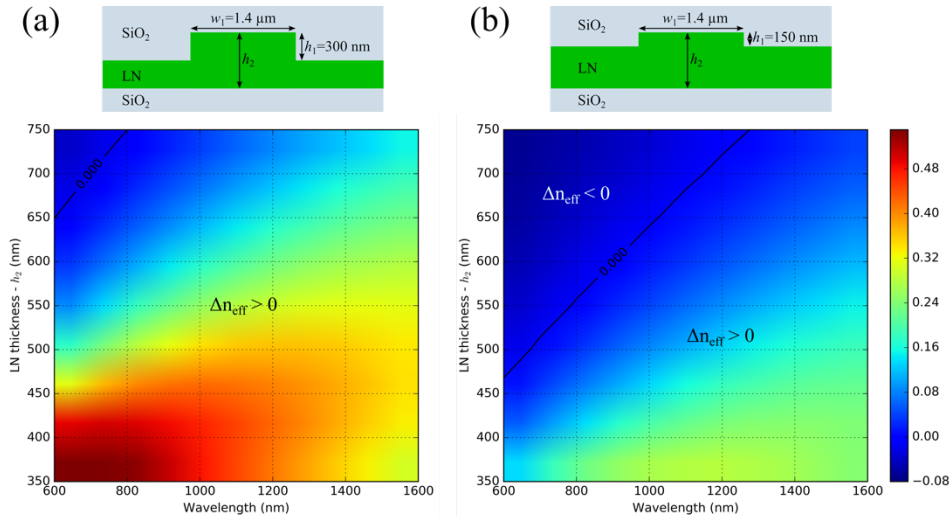 (a)
SiO2
w1=1.4 µm
h1=300 nm
h2
LN
SiO2
750
700
650
600
550
500
450
400
350
LN thickness - h2 (nm)
0.000
Δneff > 0
600
800
1000
1200
1400
1600
Wavelength (nm)
(b)
SiO2
w1=1.4 µm
h1=150 nm
h2
LN
SiO2
750
700
650
600
550
500
450
400
350
LN thickness - h2 (nm)
Δneff < 0
0.000
Δneff > 0
600
800
1000
1200
1400
1600
Wavelength (nm)
0.48
0.40
0.32
0.24
0.16
0.08
0.00
−0.08